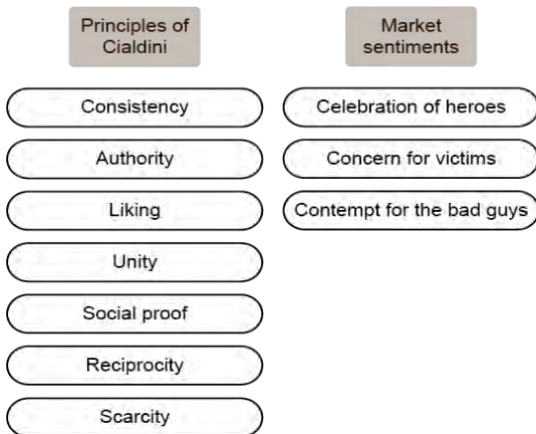 Principles of
Cialdini
Consistency
Authority
Liking
Unity
Social proof
Reciprocity
Scarcity
Market
sentiments
Celebration of heroes
Concern for victims
Contempt for the bad guys